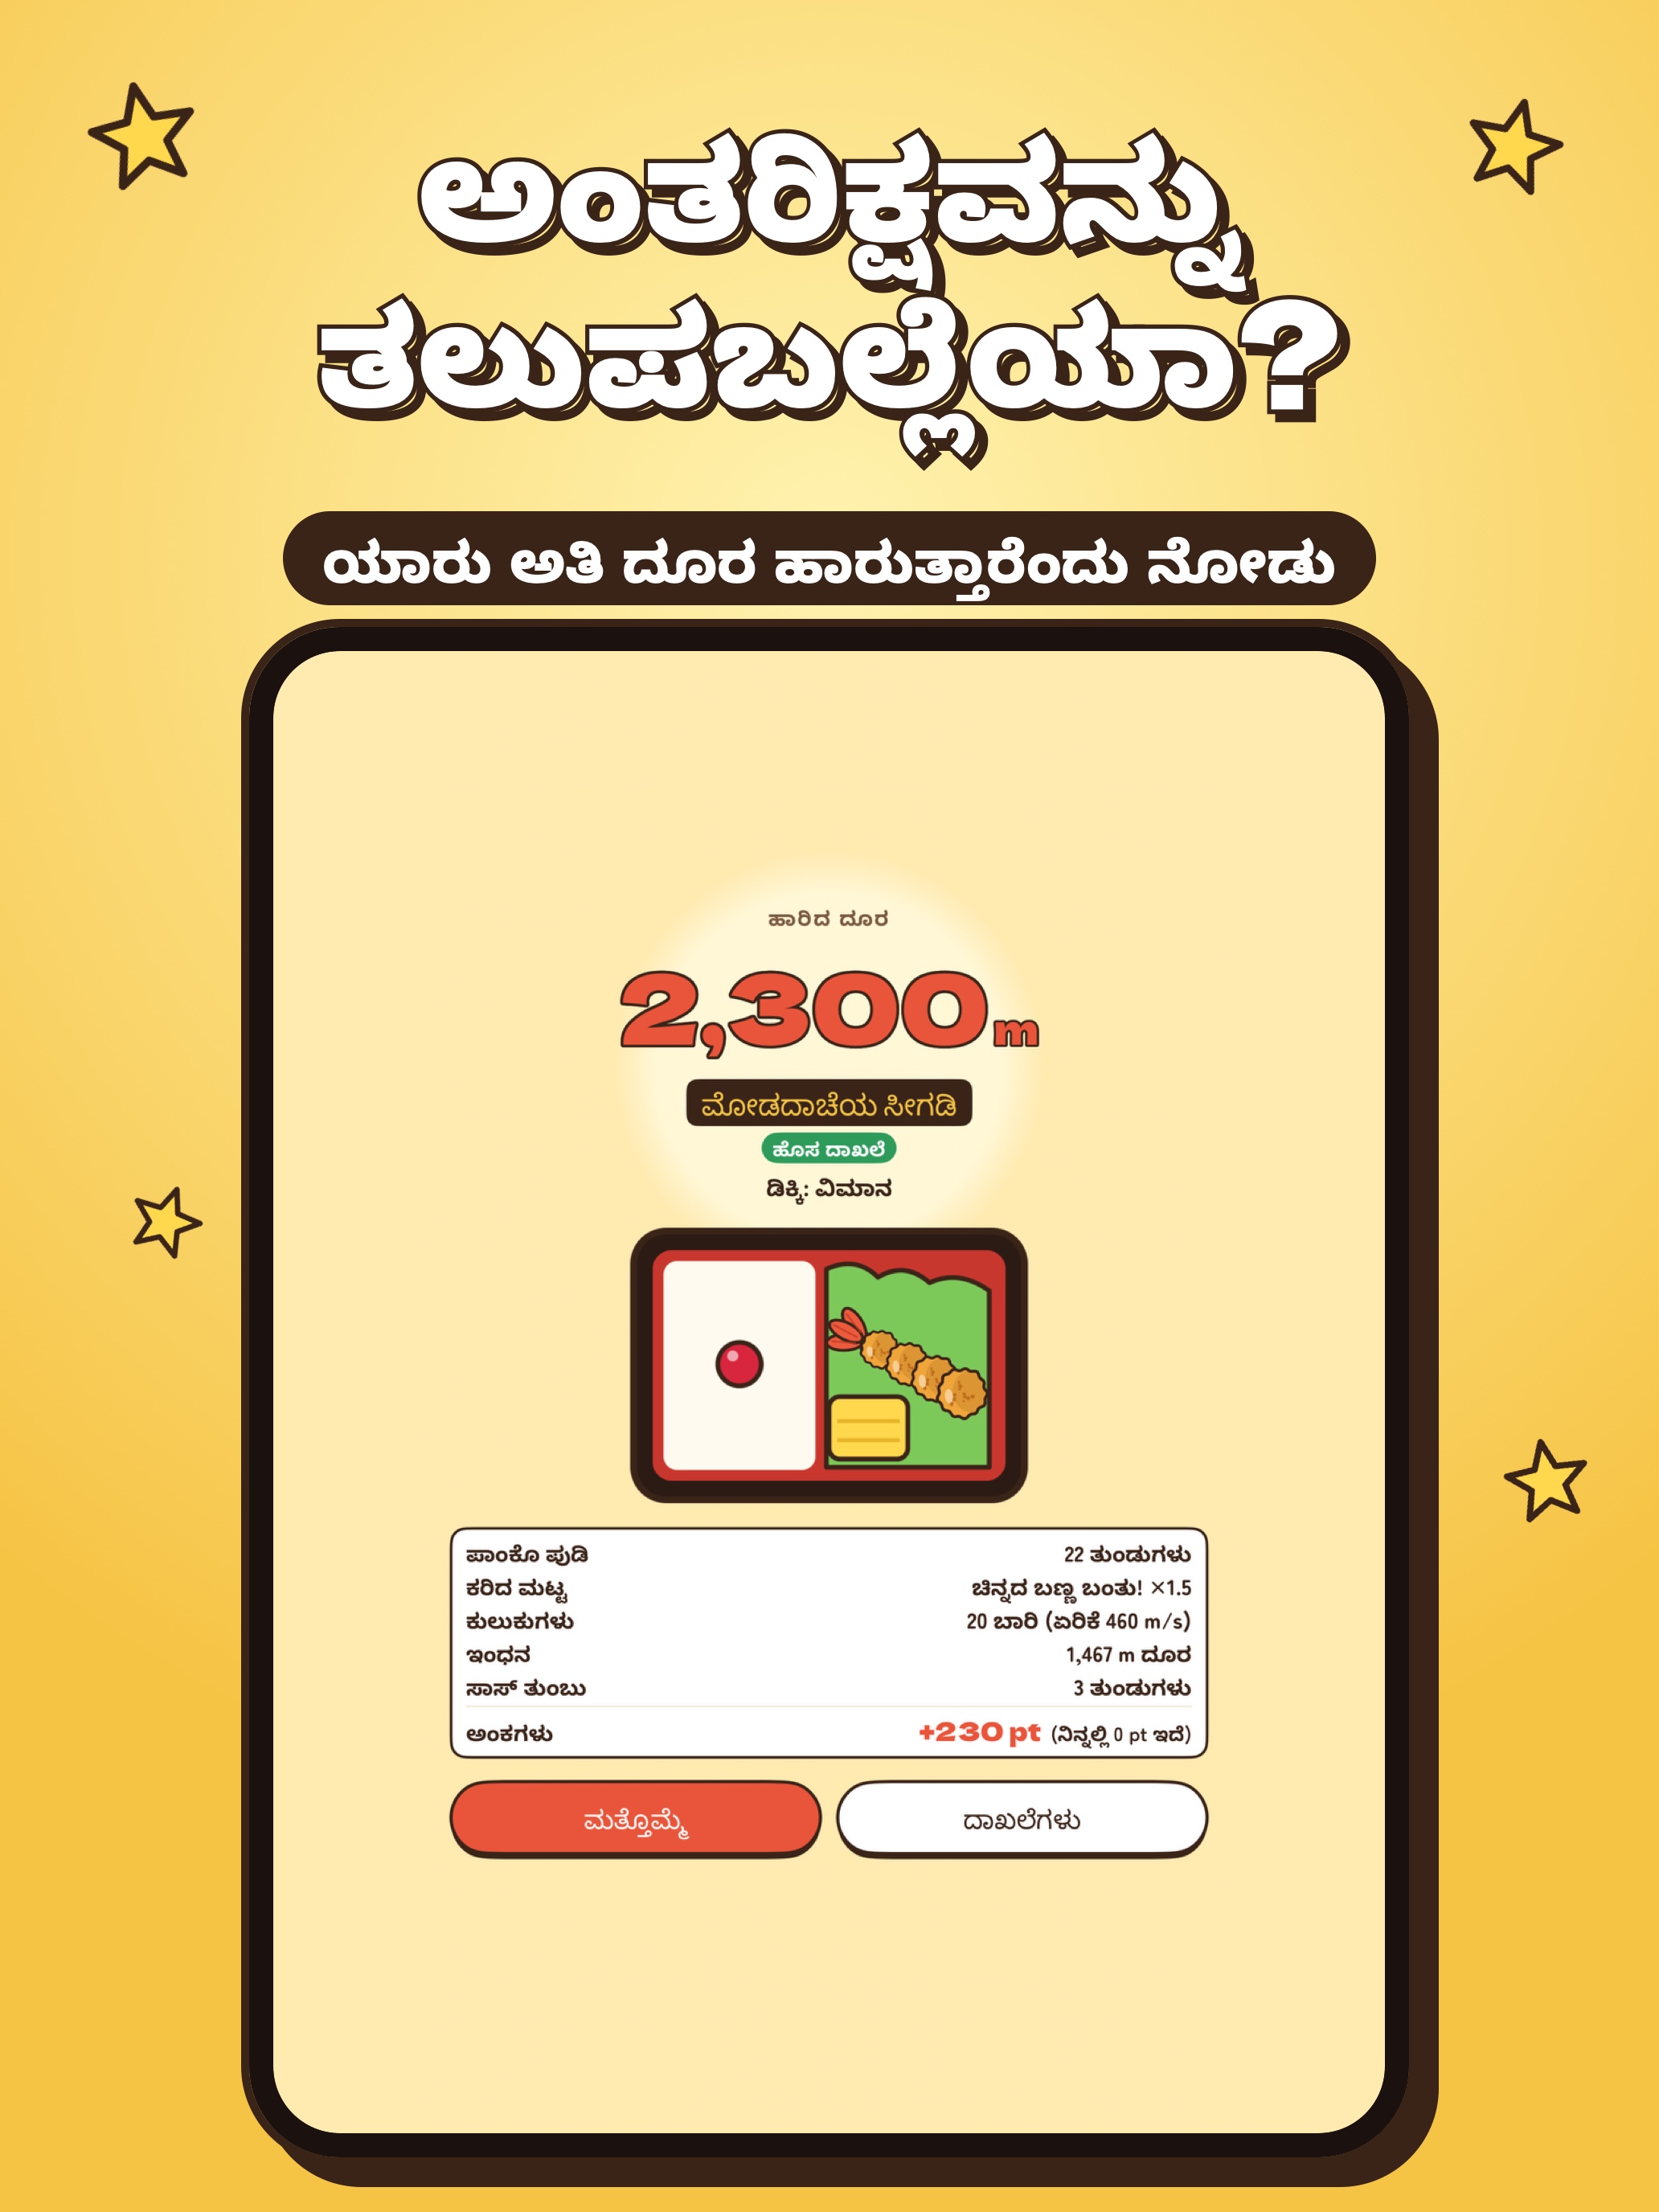 ಅಂತರಿಕ್ಷವನ್ನು
ತಲುಪಬಲ್ಲೆಯಾ?
ಯಾರು ಅತಿ ದೂರ ಹಾರುತ್ತಾರೆಂದು ನೋಡು
ಹಾರಿದ ದೂರ
2,300 m
ಮೋಡದಾಚೆಯ ಸೀಗಡಿ
ಹೊಸ ದಾಖಲೆ
ಡಿಕ್ಕಿ: ವಿಮಾನ
ಪಾಂಕೊ ಪುಡಿ 22 ತುಂಡುಗಳು
ಕರಿದ ಮಟ್ಟ ಚಿನ್ನದ ಬಣ್ಣ ಬಂತು! ×1.5
ಕುಲುಕುಗಳು 20 ಬಾರಿ (ಏರಿಕೆ 460 m/s)
ಇಂಧನ 1,467 m ದೂರ
ಸಾಸ್ ತುಂಬು 3 ತುಂಡುಗಳು
ಅಂಕಗಳು +230 pt (ನಿನ್ನಲ್ಲಿ 0 pt ಇದೆ)
ಮತ್ತೊಮ್ಮೆ ದಾಖಲೆಗಳು